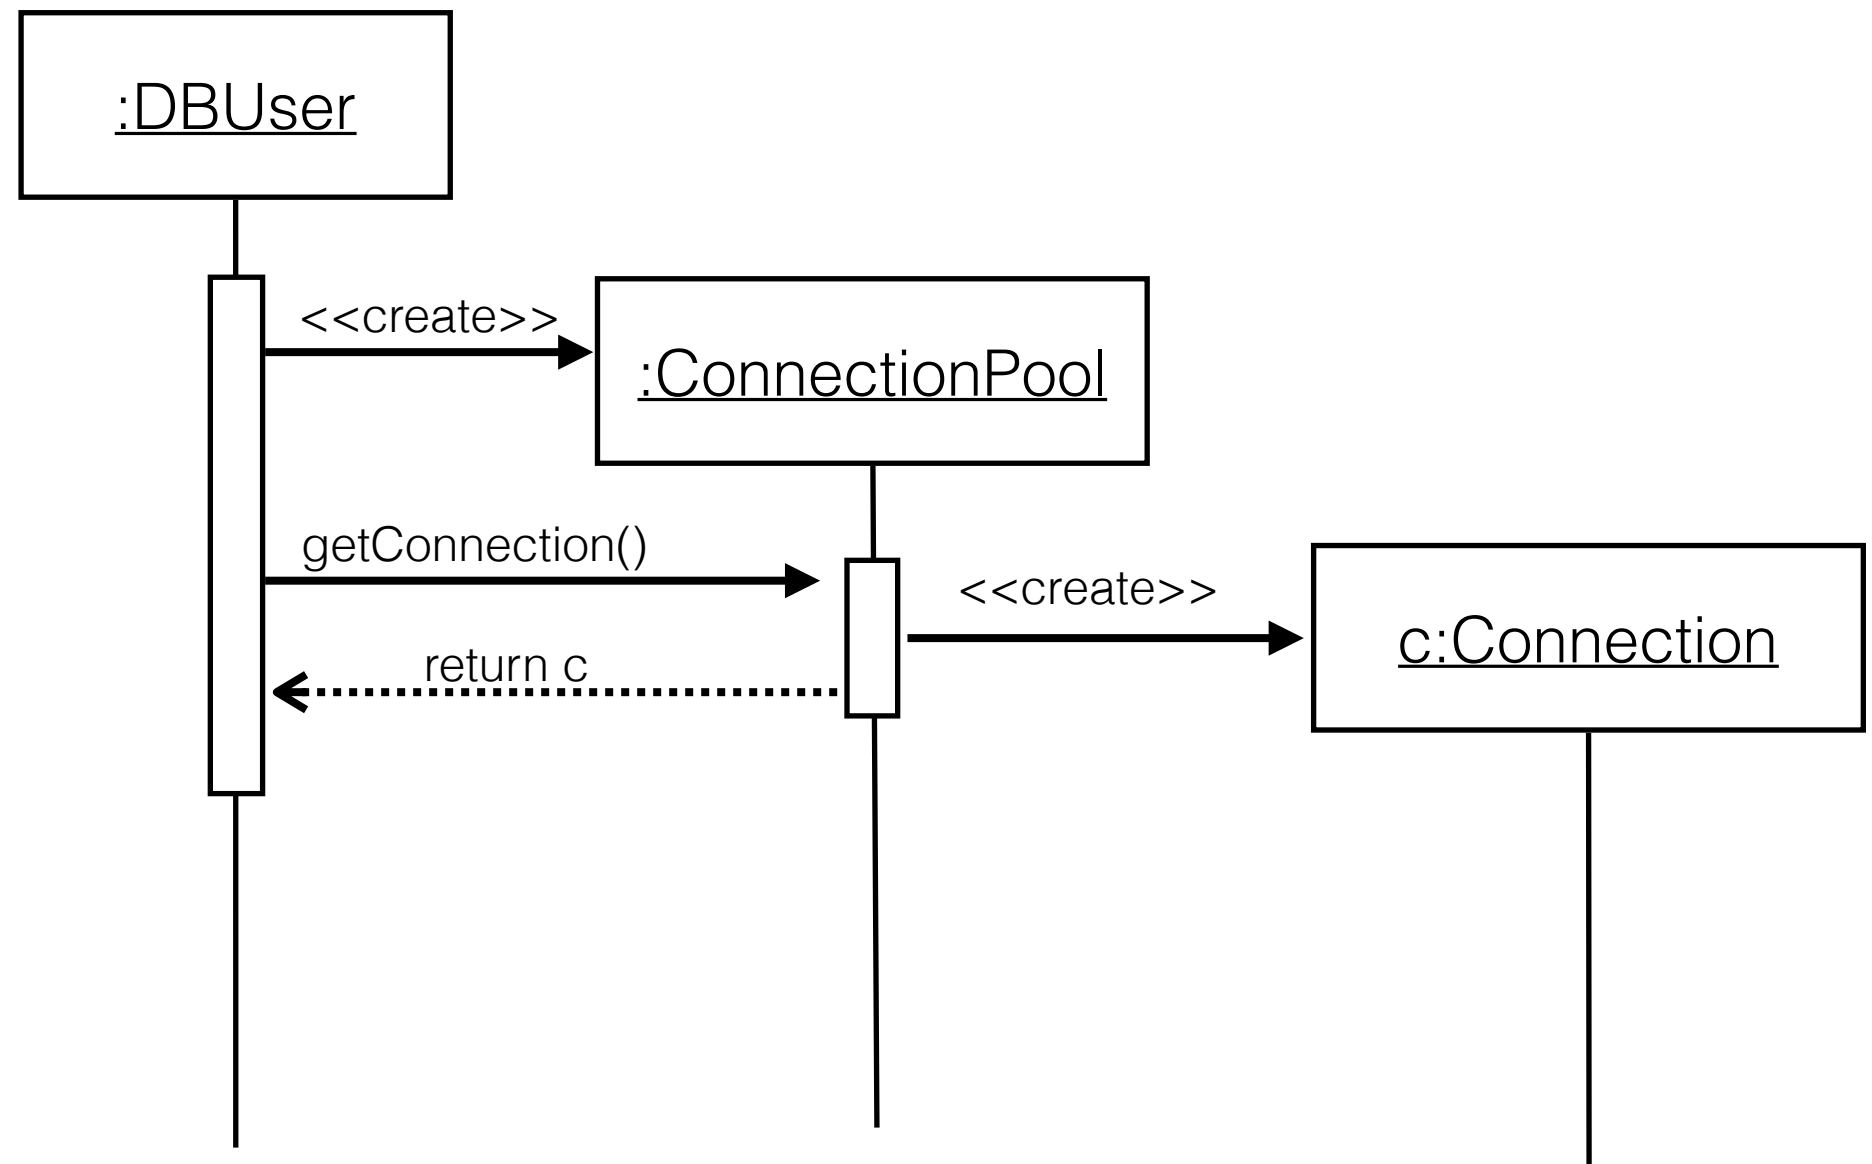 :DBUser
<<create>>
:ConnectionPool
getConnection()
<<create>>
c:Connection
return c